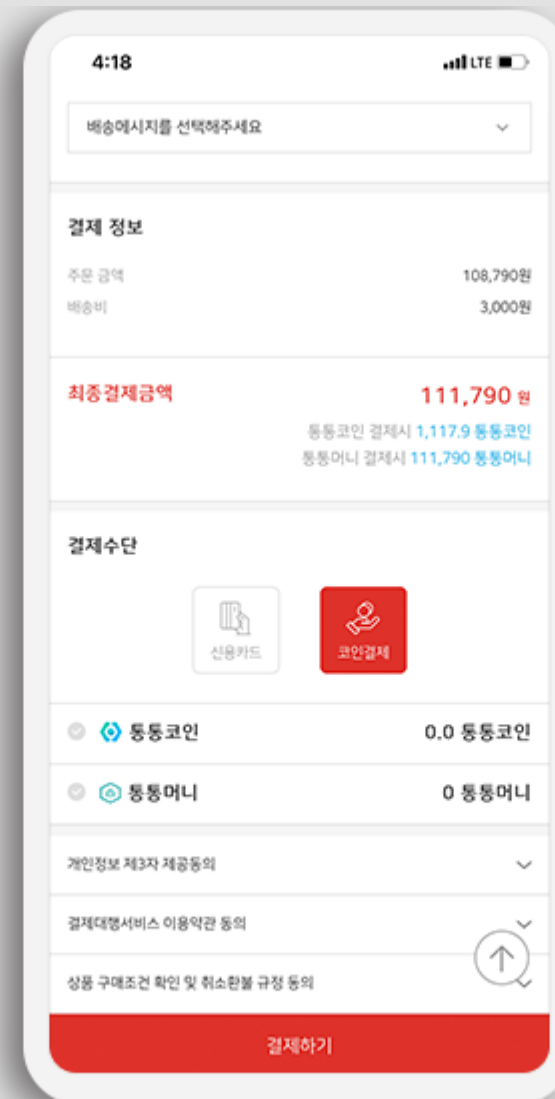 4:18 LTE
배송메시지를 선택해주세요
결제 정보
주문 금액 108,790원
배송비 3,000원
최종결제금액 111,790 원
통통코인 결제시 1,117.9 통통코인
통통머니 결제시 111,790 통통머니
결제수단
신용카드 코인결제
통통코인 0.0 통통코인
통통머니 0 통통머니
개인정보 제3자 제공동의
결제대행서비스 이용약관 동의
상품 구매조건 확인 및 취소환불 규정 동의
결제하기